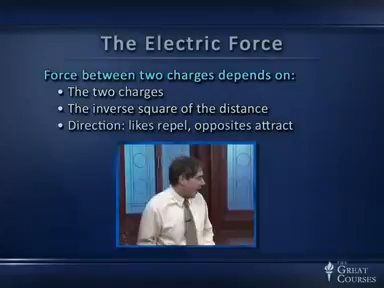 The Electric Force
Force between two charges depends on:
• The two charges
• The inverse square of the distance
• Direction: likes repel, opposites attract
THE
GREAT
COURSES